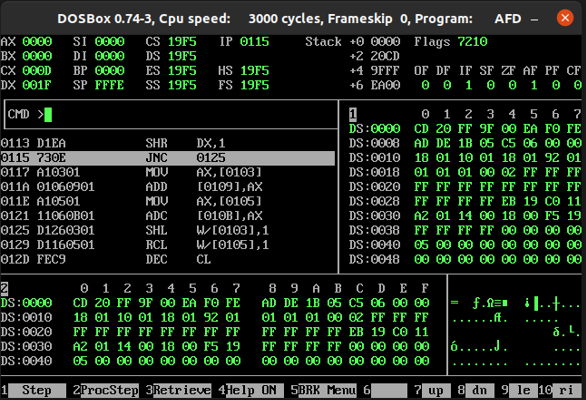 DOSBox 0.74-3, Cpu speed: 3000 cycles, Frameskip 0, Program: AFD
AX 0000 SI 0000 CS 19F5 IP 0115 Stack +0 0000 Flags 7210
BX 0000 DI 0000 DS 19F5 +2 20CD
CX 000D BP 0000 ES 19F5 HS 19F5 +4 9FFF OF DF IF SF ZF AF PF CF
DX 001F SP FFFE SS 19F5 FS 19F5 +6 EA00 0 0 1 0 0 1 0 0
CMD >
1 0 1 2 3 4 5 6 7
DS:0000 CD 20 FF 9F 00 EA F0 FE
DS:0008 AD DE 1B 05 C5 06 00 00
DS:0010 18 01 10 01 18 01 92 01
DS:0018 01 01 01 00 02 FF FF FF
DS:0020 FF FF FF FF FF FF FF FF
DS:0028 FF FF FF FF EB 19 C0 11
DS:0030 A2 01 14 00 18 00 F5 19
DS:0038 FF FF FF FF 00 00 00 00
DS:0040 05 00 00 00 00 00 00 00
DS:0048 00 00 00 00 00 00 00 00
0113 D1EA SHR DX,1
0115 730E JNC 0125
0117 A10301 MOV AX,[0103]
011A 01060901 ADD [0109],AX
011E A10501 MOV AX,[0105]
0121 11060B01 ADC [010B],AX
0125 D1260301 SHL W/[0103],1
0129 D1160501 RCL W/[0105],1
012D FEC9 DEC CL
2 0 1 2 3 4 5 6 7 8 9 A B C D E F
DS:0000 CD 20 FF 9F 00 EA F0 FE AD DE 1B 05 C5 06 00 00
DS:0010 18 01 10 01 18 01 92 01 01 01 01 00 02 FF FF FF
DS:0020 FF FF FF FF FF FF FF FF FF FF FF FF EB 19 C0 11
DS:0030 A2 01 14 00 18 00 F5 19 FF FF FF FF 00 00 00 00
DS:0040 05 00 00 00 00 00 00 00 00 00 00 00 00 00 00 00
1 Step 2ProcStep 3Retrieve 4Help ON 5BRK Menu 6 7 up 8 dn 9 le 10 ri